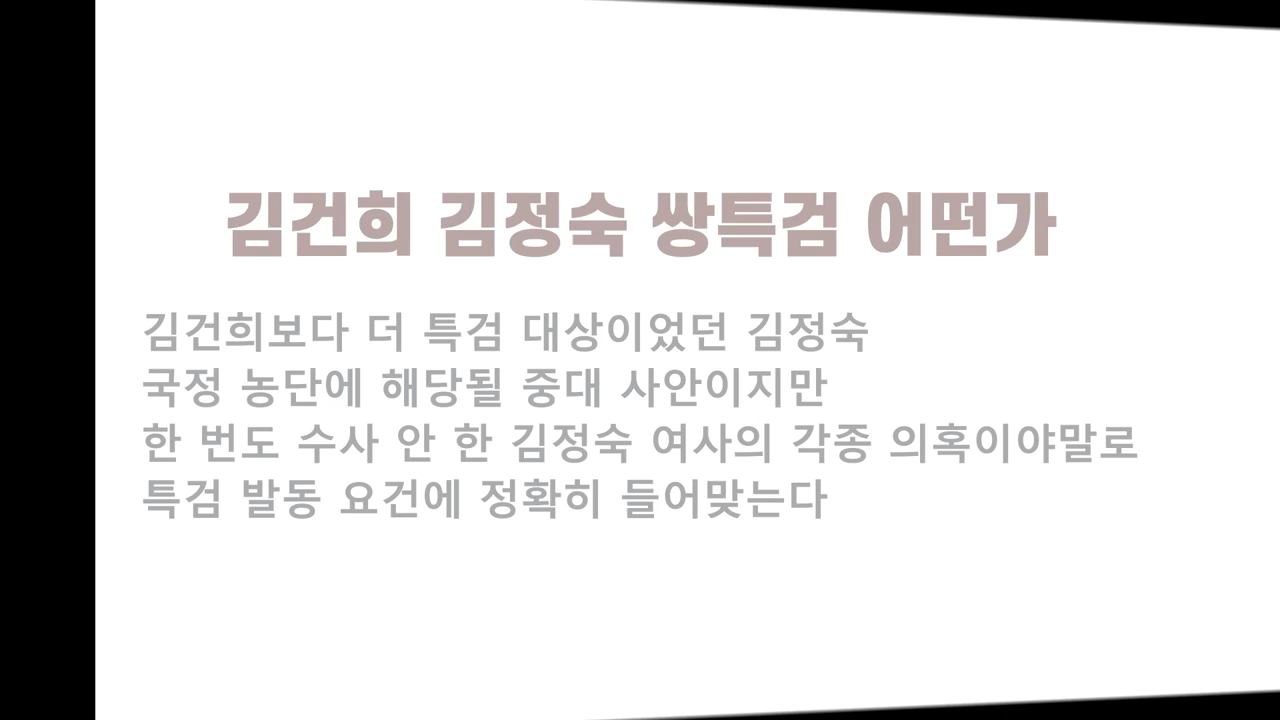 김건희 김정숙 쌍특검 어떤가
김건희보다 더 특검 대상이었던 김정숙
국정 농단에 해당될 중대 사안이지만
한 번도 수사 안 한 김정숙 여사의 각종 의혹이야말로
특검 발동 요건에 정확히 들어맞는다